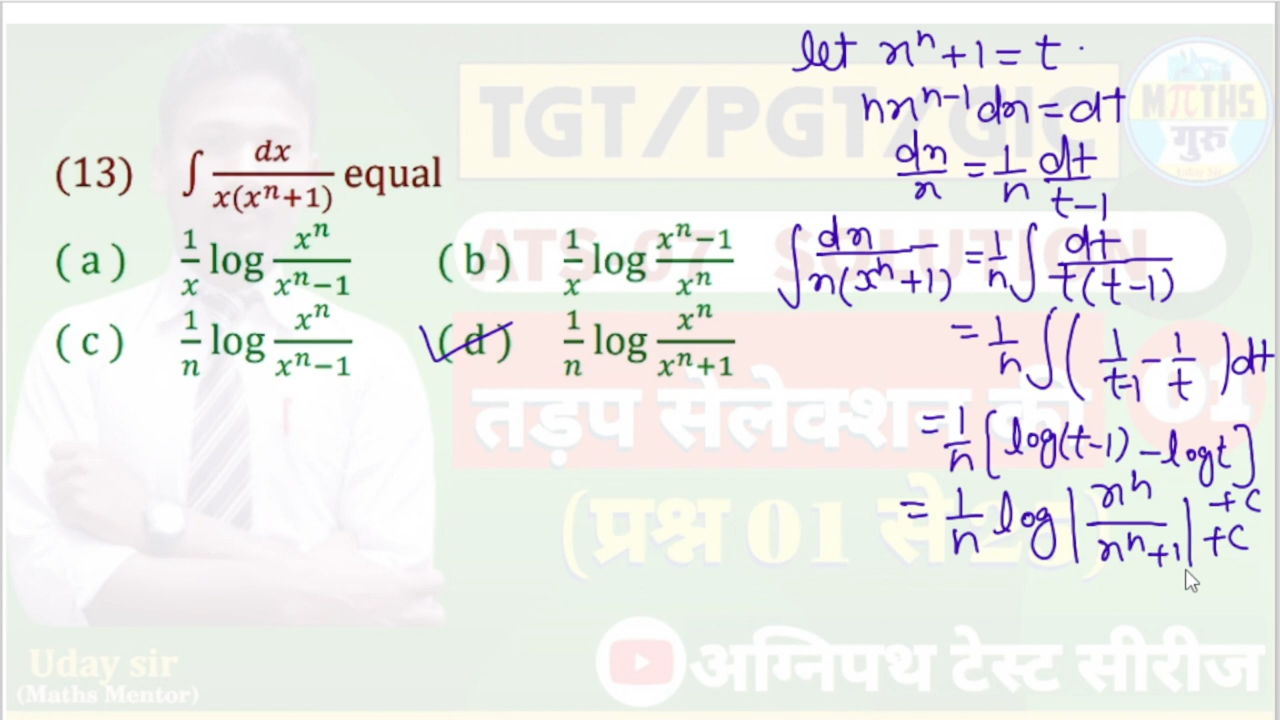 let xⁿ+1 = t
nxⁿ⁻¹dx = dt
dx/x = 1/n dt/t-1
∫ dx/x(xⁿ+1) = 1/n ∫ dt/t(t-1)
= 1/n ∫ ( 1/t-1 - 1/t ) dt
= 1/n [ log(t-1) - logt ] +c
= 1/n log | xⁿ/xⁿ+1 | +c
TGT/PGT/GIC
MπTHS
गुरु
(13) ∫ dx/x(xⁿ+1) equal
ATS 07 SOLUTION
(a) 1/x log xⁿ/xⁿ−1 (b) 1/x log xⁿ−1/xⁿ
(c) 1/n log xⁿ/xⁿ−1 (d) 1/n log xⁿ/xⁿ+1
तड़प सेलेक्शन की 01
(प्रश्न 01 से 25)
Uday sir
(Maths Mentor)
अग्निपथ टेस्ट सीरीज